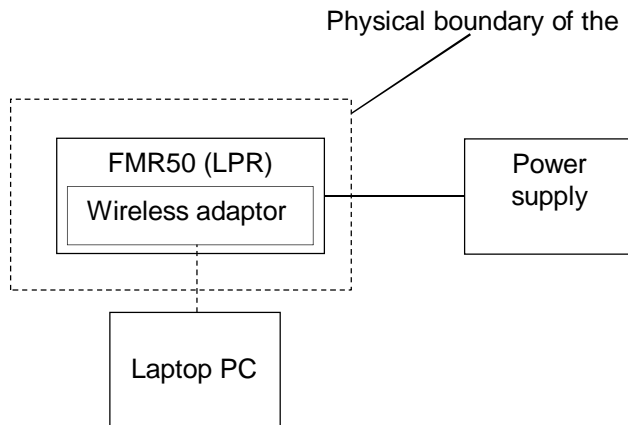 Physical boundary of the
FMR50 (LPR)
Wireless adaptor
Power
supply
Laptop PC